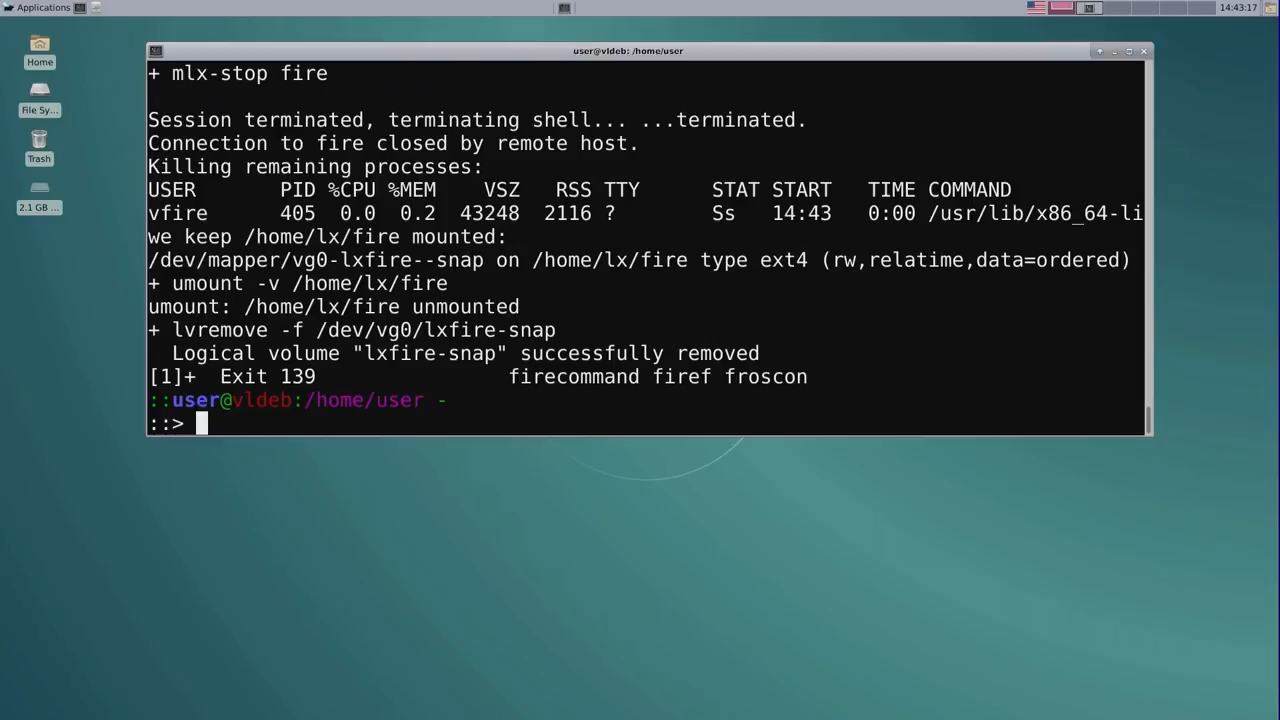 Applications
14:43:17
Home
File Sy...
Trash
2.1 GB ...
user@vldeb: /home/user
+ mlx-stop fire
Session terminated, terminating shell... ...terminated.
Connection to fire closed by remote host.
Killing remaining processes:
USER PID %CPU %MEM VSZ RSS TTY STAT START TIME COMMAND
vfire 405 0.0 0.2 43248 2116 ? Ss 14:43 0:00 /usr/lib/x86_64-li
we keep /home/lx/fire mounted:
/dev/mapper/vg0-lxfire--snap on /home/lx/fire type ext4 (rw,relatime,data=ordered)
+ umount -v /home/lx/fire
umount: /home/lx/fire unmounted
+ lvremove -f /dev/vg0/lxfire-snap
Logical volume "lxfire-snap" successfully removed
[1]+ Exit 139 firecommand firef froscon
::user@vldeb:/home/user -
::>